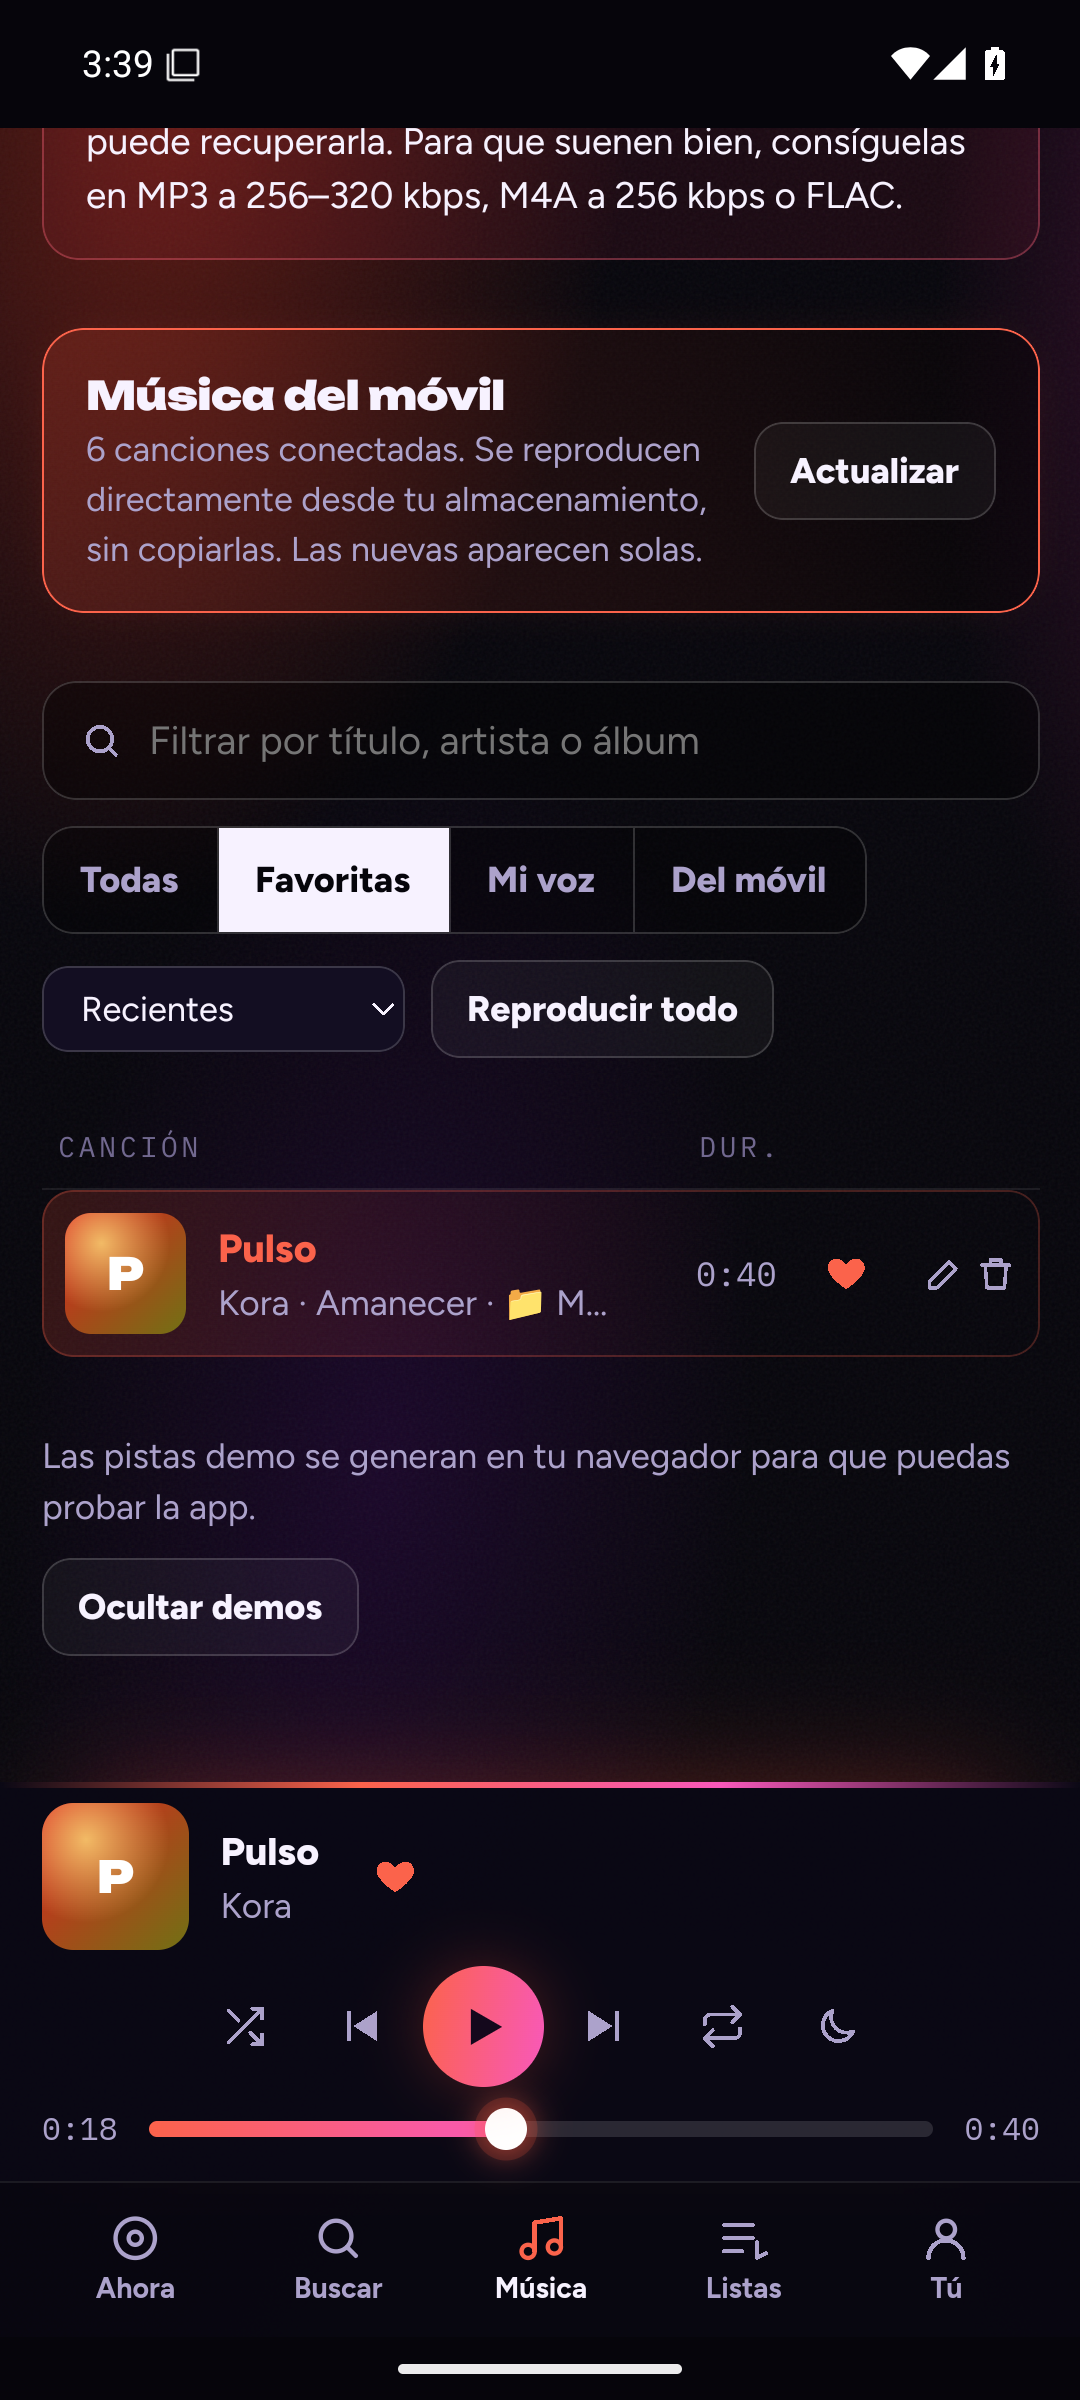 3:39
puede recuperarla. Para que suenen bien, consíguelas
en MP3 a 256–320 kbps, M4A a 256 kbps o FLAC.
Música del móvil
6 canciones conectadas. Se reproducen
directamente desde tu almacenamiento,
sin copiarlas. Las nuevas aparecen solas.
Actualizar
Filtrar por título, artista o álbum
Todas
Favoritas
Mi voz
Del móvil
Recientes
Reproducir todo
CANCIÓN
DUR.
P
Pulso
Kora · Amanecer · 📁 M...
0:40
Las pistas demo se generan en tu navegador para que puedas
probar la app.
Ocultar demos
P
Pulso
Kora
0:18
0:40
Ahora
Buscar
Música
Listas
Tú